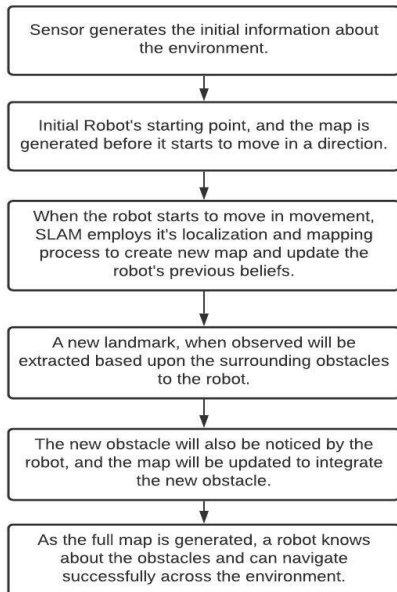 Sensor generates the initial information about
the environment.
Initial Robot's starting point, and the map is
generated before it starts to move in a direction.
When the robot starts to move in movement,
SLAM employs it's localization and mapping
process to create new map and update the
robot's previous beliefs.
A new landmark, when observed will be
extracted based upon the surrounding obstacles
to the robot.
The new obstacle will also be noticed by the
robot, and the map will be updated to integrate
the new obstacle.
As the full map is generated, a robot knows
about the obstacles and can navigate
successfully across the environment.